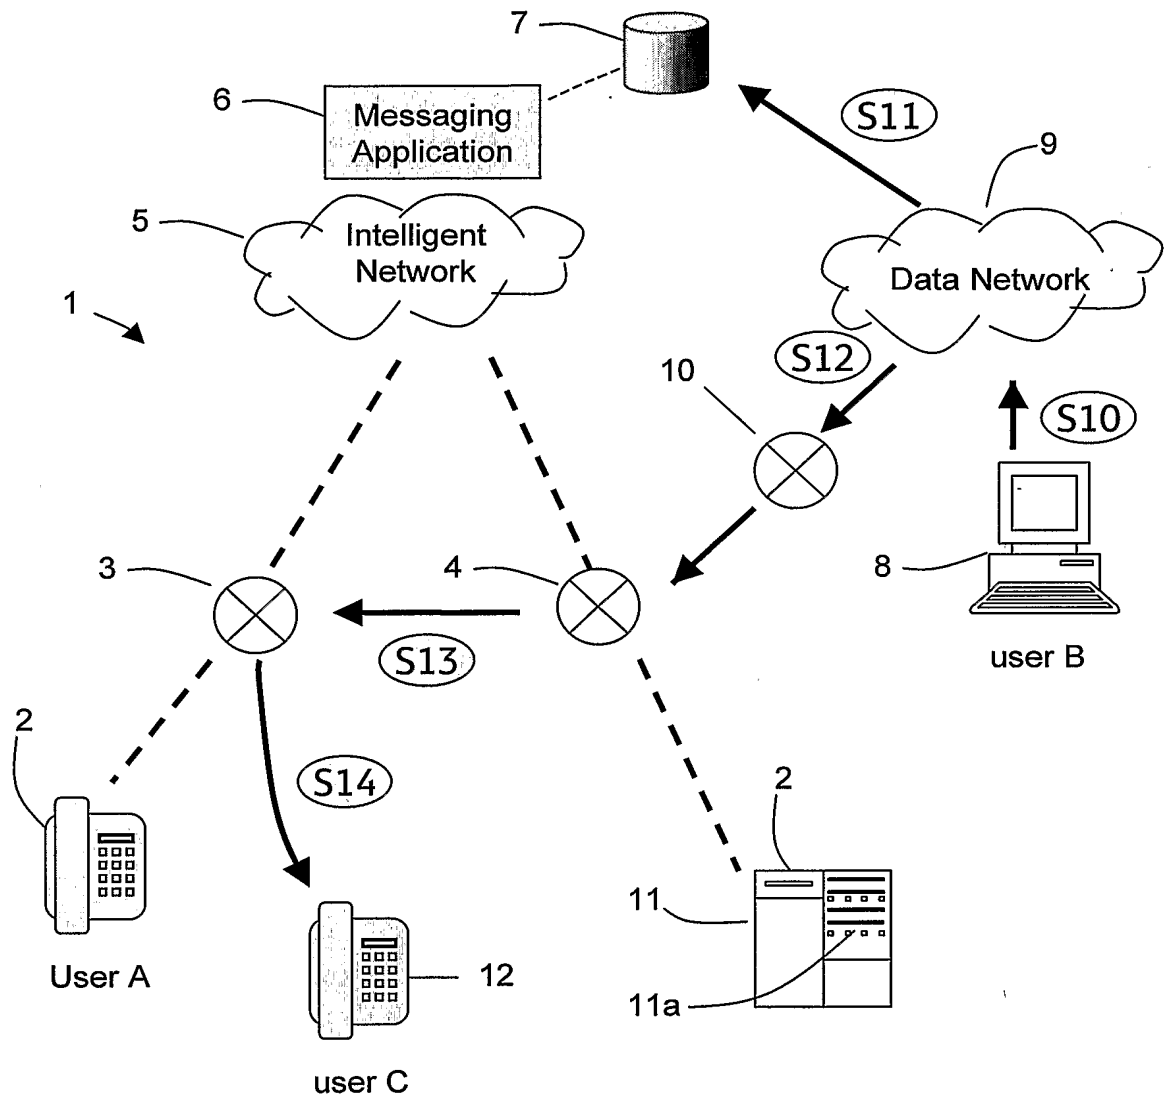 7
6
Messaging
Application
S11
9
5
Intelligent
Network
Data Network
1
S12
10
S10
3
4
8
S13
user B
2
S14
2
11
User A
12
11a
user C